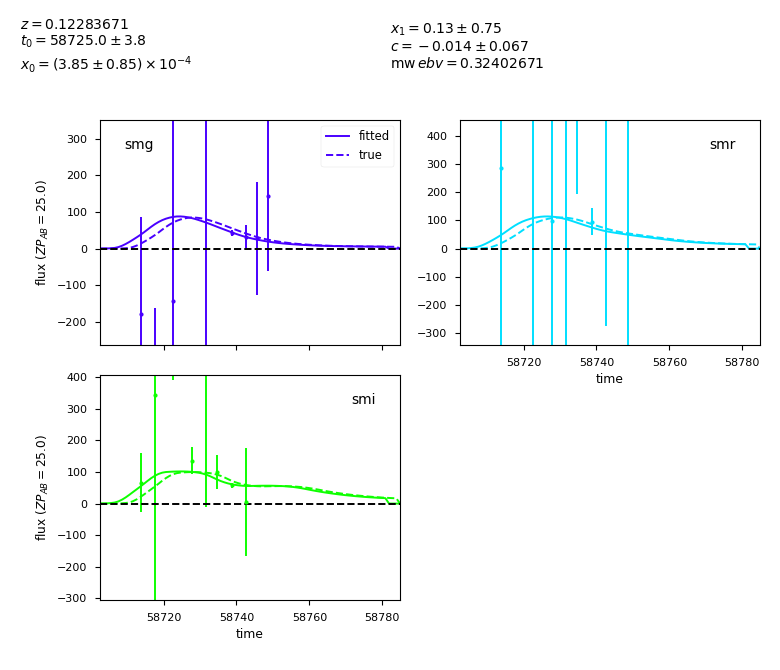 z = 0.12283671
t₀ = 58725.0 ± 3.8
x₀ = (3.85 ± 0.85) × 10⁻⁴
x₁ = 0.13 ± 0.75
c = −0.014 ± 0.067
mw ebv = 0.32402671
smg
fitted
true
300
200
100
0
−100
−200
flux (ZP_AB = 25.0)
smr
400
300
200
100
0
−100
−200
−300
58720 58740 58760 58780
time
smi
400
300
200
100
0
−100
−200
−300
flux (ZP_AB = 25.0)
58720 58740 58760 58780
time